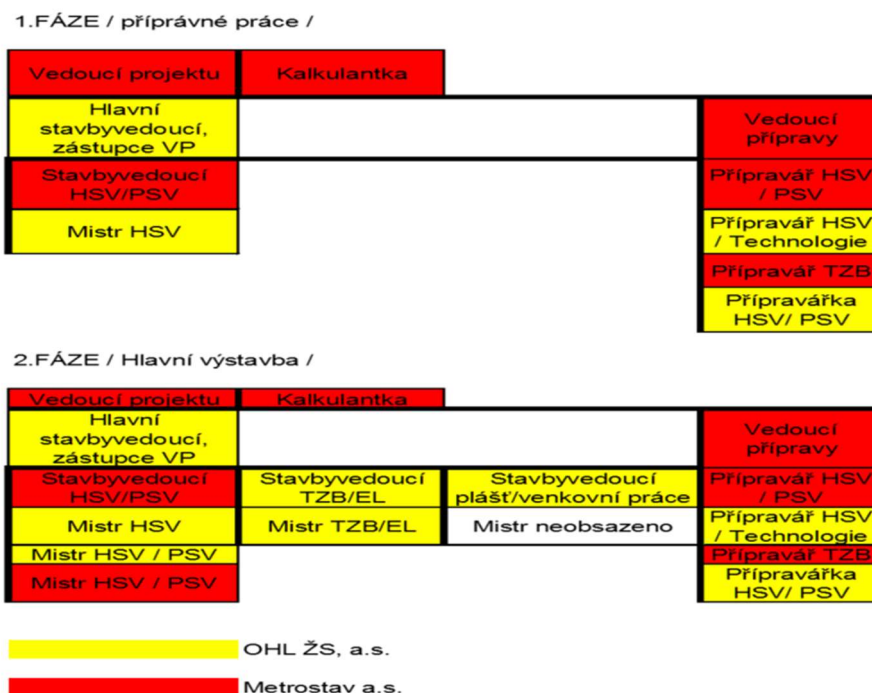 1.FÁZE / příprávné práce /
Vedoucí projektu
Kalkulantka
Hlavní
stavbyvedoucí,
zástupce VP
Vedoucí
přípravy
Stavbyvedoucí
HSV/PSV
Přípravář HSV
/ PSV
Mistr HSV
Přípravář HSV
/ Technologie
Přípravář TZB
Přípravářka
HSV/ PSV
2.FÁZE / Hlavní výstavba /
Vedoucí projektu
Kalkulantka
Hlavní
stavbyvedoucí,
zástupce VP
Vedoucí
přípravy
Stavbyvedoucí
HSV/PSV
Stavbyvedoucí
TZB/EL
Stavbyvedoucí
plášť/venkovní práce
Přípravář HSV
/ PSV
Mistr HSV
Mistr TZB/EL
Mistr neobsazeno
Přípravář HSV
/ Technologie
Mistr HSV / PSV
Přípravář TZB
Mistr HSV / PSV
Přípravářka
HSV/ PSV
OHL ŽS, a.s.
Metrostav a.s.